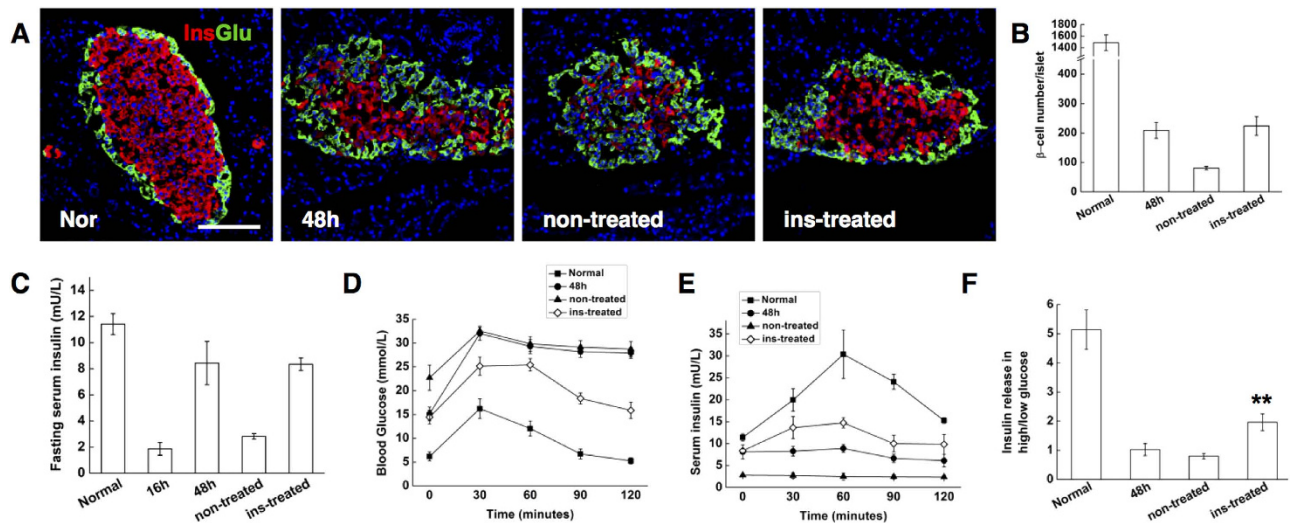 A
InsGlu
Nor
48h
non-treated
ins-treated
B
β-cell number/islet
1800
1600
1400
400
300
200
100
0
Normal
48h
non-treated
ins-treated
C
Fasting serum insulin (mU/L)
14
12
10
8
6
4
2
0
Normal
16h
48h
non-treated
ins-treated
D
Normal
48h
non-treated
ins-treated
Blood Glucose (mmol/L)
40
35
30
25
20
15
10
5
0
0 30 60 90 120
Time (minutes)
E
Normal
48h
non-treated
ins-treated
Serum insulin (mU/L)
35
30
25
20
15
10
5
0
0 30 60 90 120
Time (minutes)
F
Insulin release in
high/low glucose
6
5
4
3
2
1
0
**
Normal
48h
non-treated
ins-treated